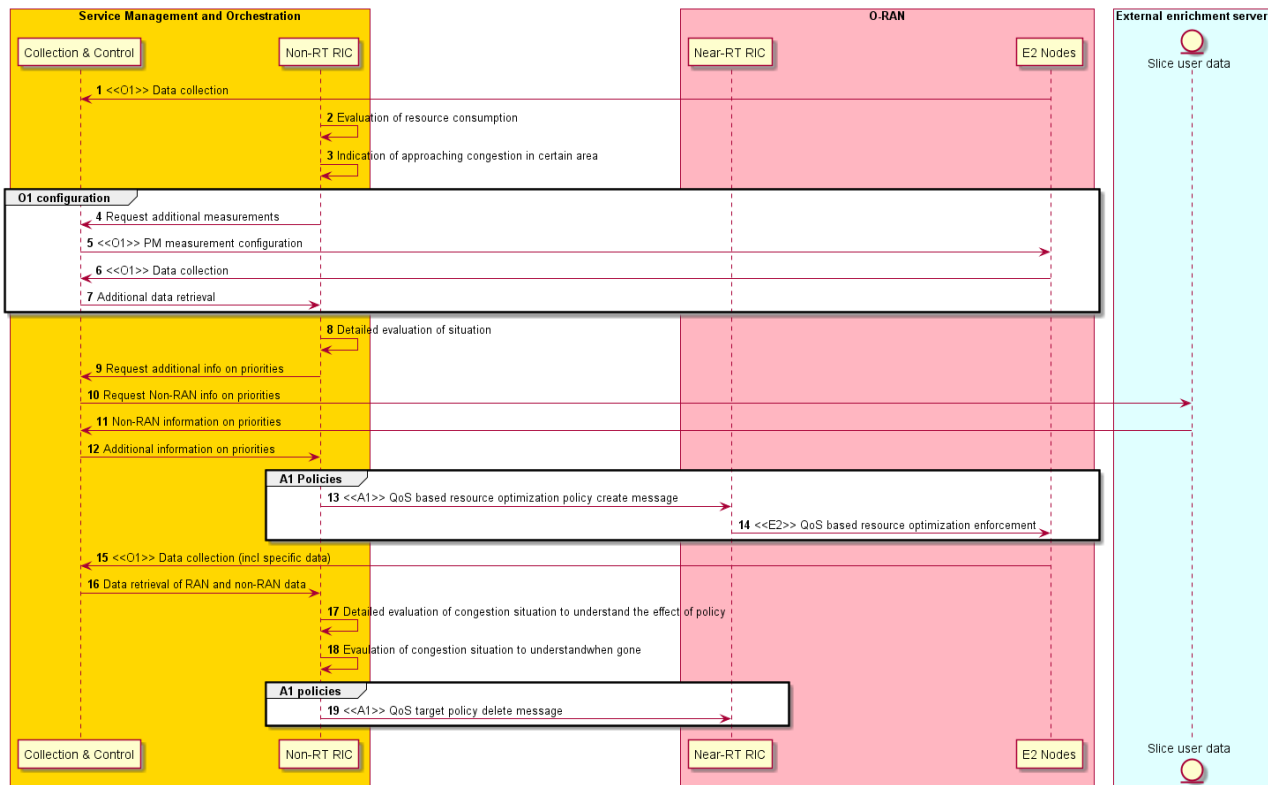 Service Management and Orchestration
O-RAN
External enrichment server
Collection & Control
Non-RT RIC
Near-RT RIC
E2 Nodes
Slice user data
1 <<O1>> Data collection
2 Evaluation of resource consumption
3 Indication of approaching congestion in certain area
O1 configuration
4 Request additional measurements
5 <<O1>> PM measurement configuration
6 <<O1>> Data collection
7 Additional data retrieval
8 Detailed evaluation of situation
9 Request additional info on priorities
10 Request Non-RAN info on priorities
11 Non-RAN information on priorities
12 Additional information on priorities
A1 Policies
13 <<A1>> QoS based resource optimization policy create message
14 <<E2>> QoS based resource optimization enforcement
15 <<O1>> Data collection (incl specific data)
16 Data retrieval of RAN and non-RAN data
17 Detailed evaluation of congestion situation to understand the effect of policy
18 Evaulation of congestion situation to understandwhen gone
A1 policies
19 <<A1>> QoS target policy delete message
Collection & Control
Non-RT RIC
Near-RT RIC
E2 Nodes
Slice user data